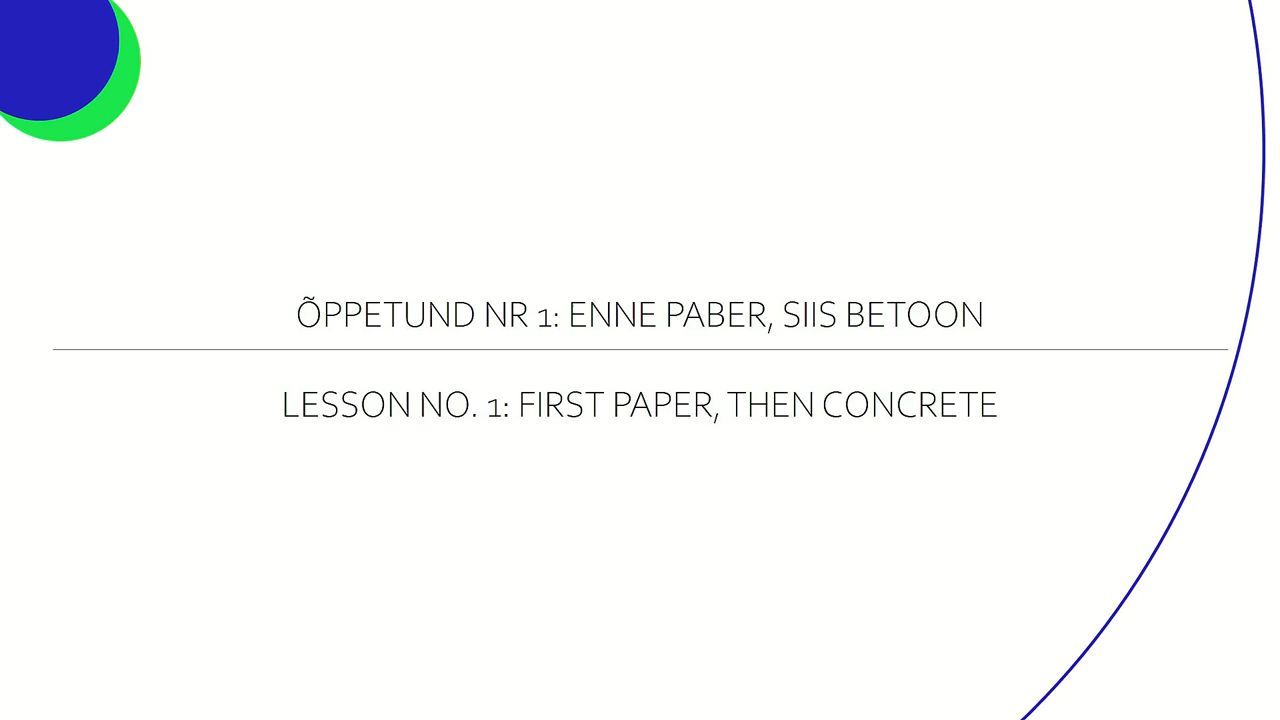 ÕPPETUND NR 1: ENNE PABER, SIIS BETOON
LESSON NO. 1: FIRST PAPER, THEN CONCRETE